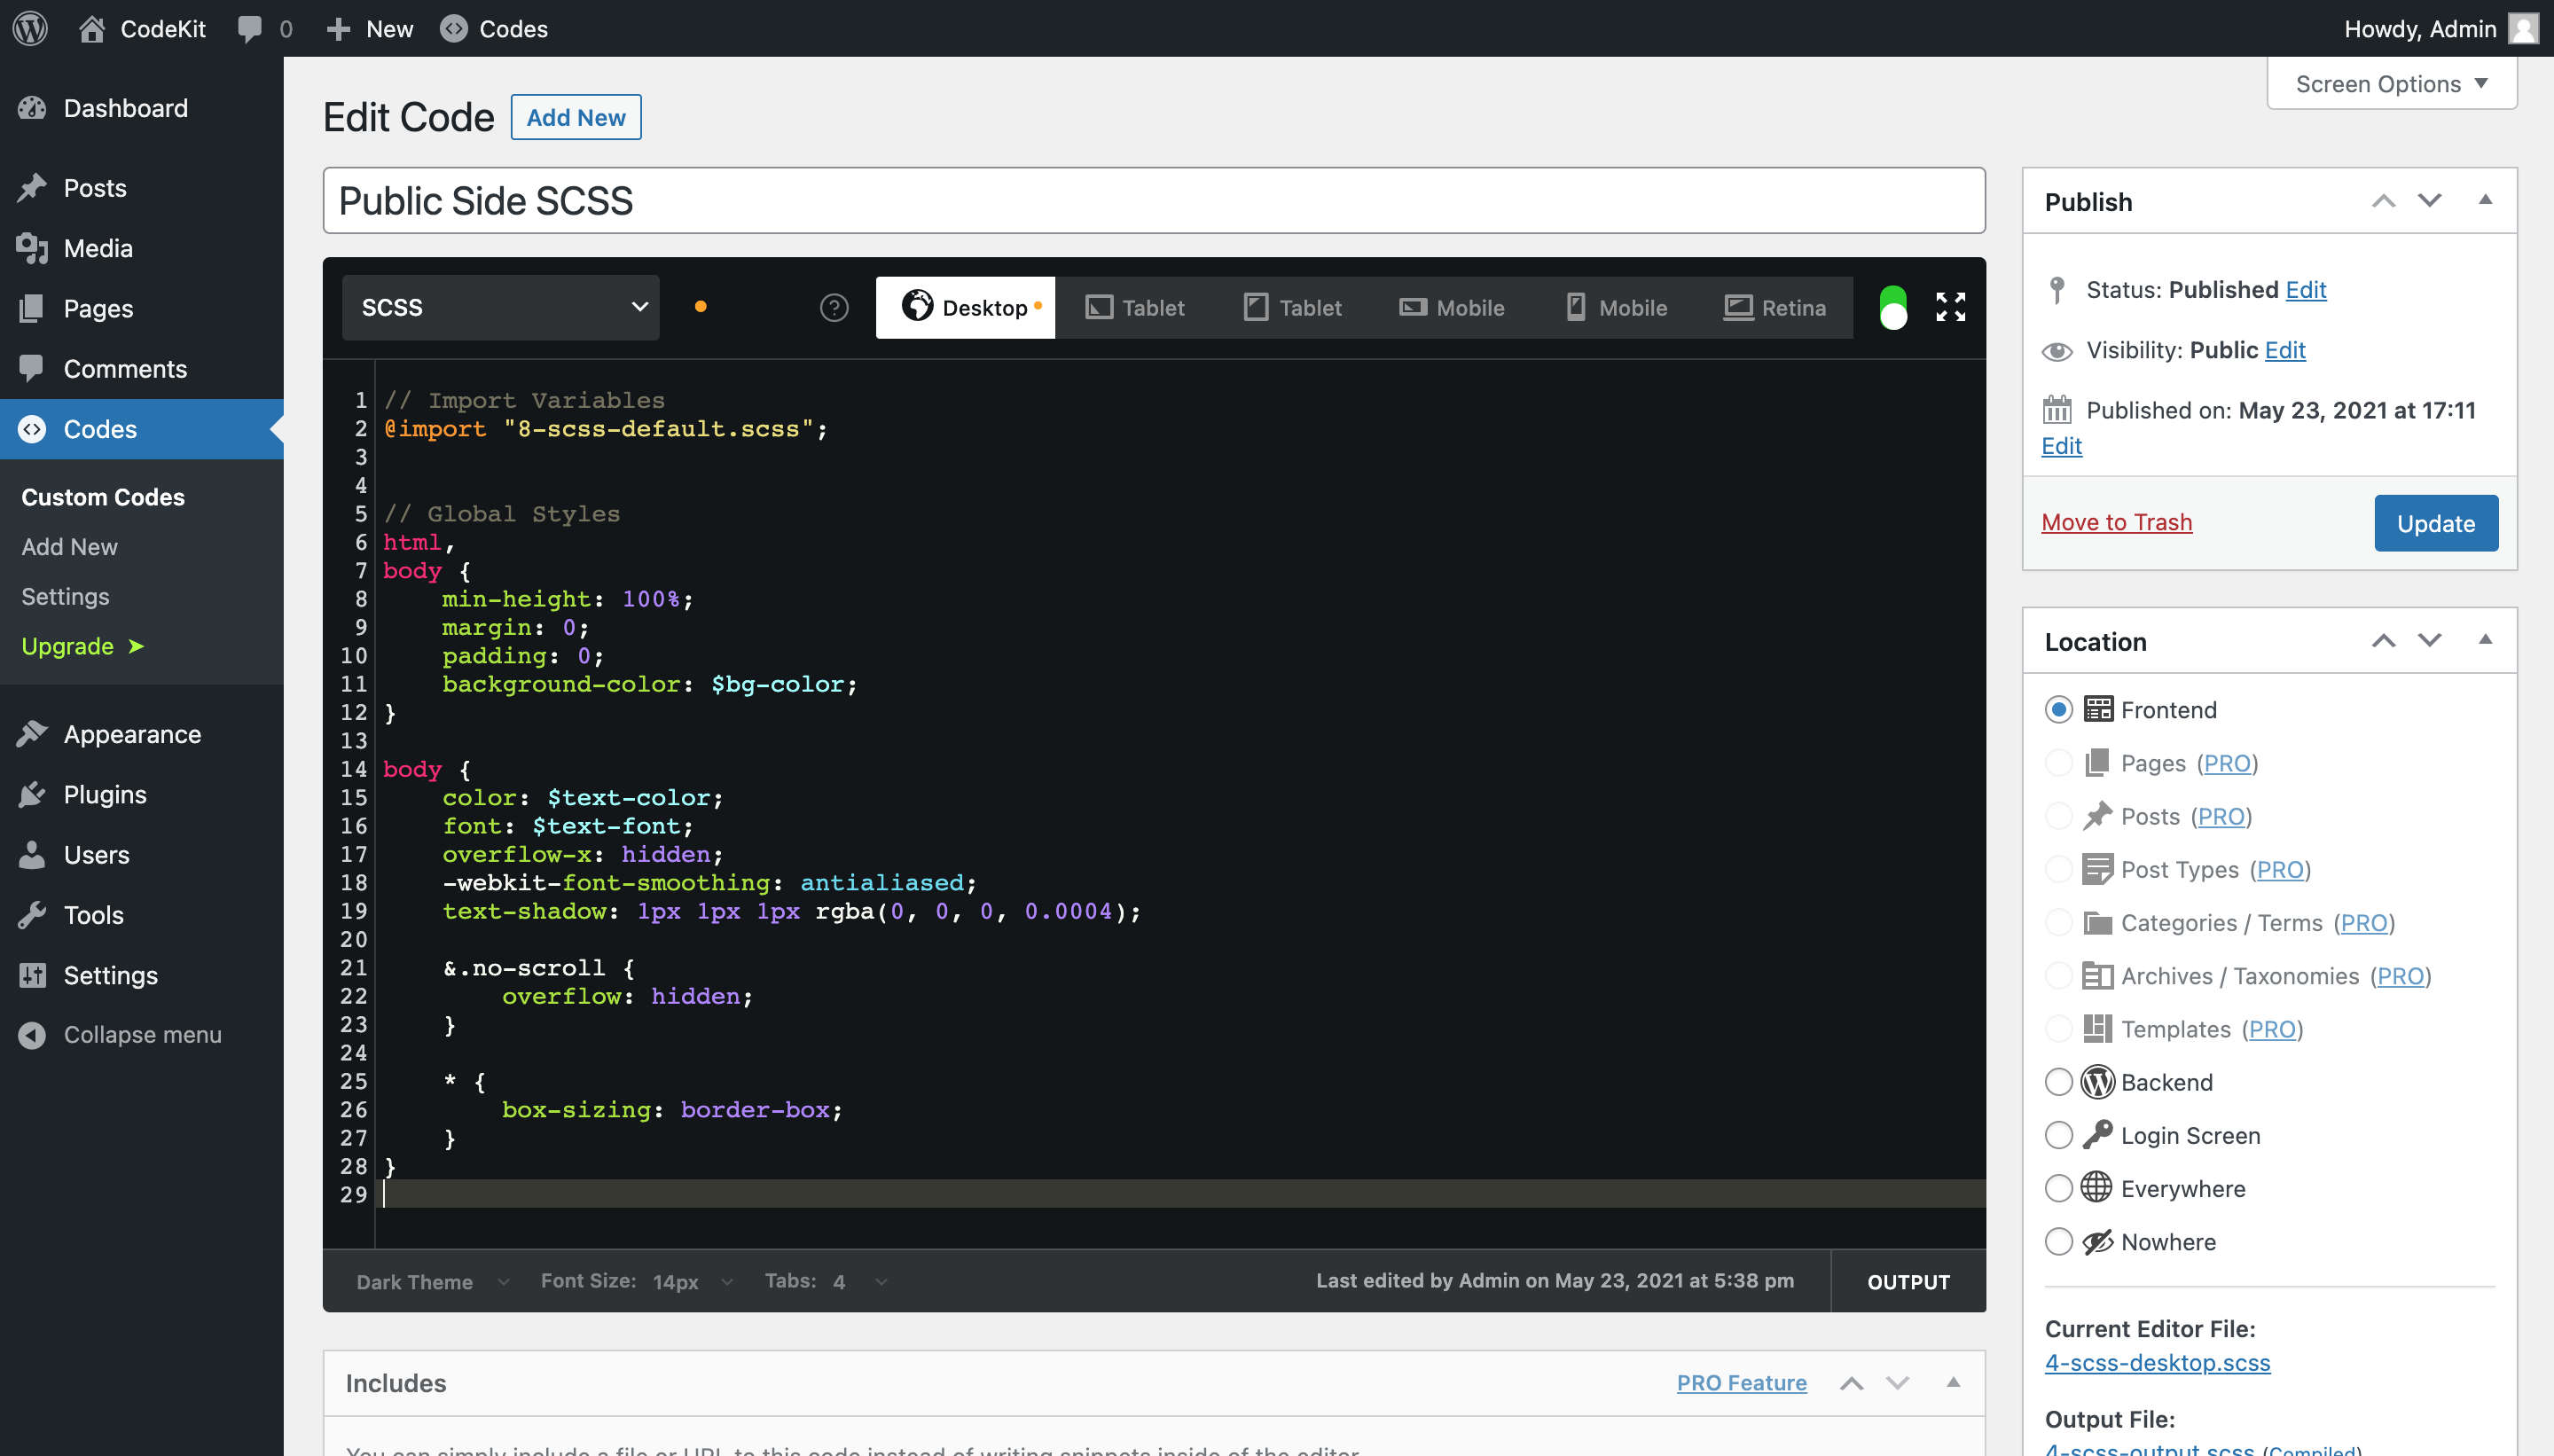 CodeKit 0 New Codes Howdy, Admin
Screen Options
Dashboard
Posts
Media
Pages
Comments
Codes
Custom Codes
Add New
Settings
Upgrade ➤
Appearance
Plugins
Users
Tools
Settings
Collapse menu
Edit Code Add New
Public Side SCSS
SCSS Desktop Tablet Tablet Mobile Mobile Retina
1 // Import Variables
2 @import "8-scss-default.scss";
3
4
5 // Global Styles
6 html,
7 body {
8 min-height: 100%;
9 margin: 0;
10 padding: 0;
11 background-color: $bg-color;
12 }
13
14 body {
15 color: $text-color;
16 font: $text-font;
17 overflow-x: hidden;
18 -webkit-font-smoothing: antialiased;
19 text-shadow: 1px 1px 1px rgba(0, 0, 0, 0.0004);
20
21 &.no-scroll {
22 overflow: hidden;
23 }
24
25 * {
26 box-sizing: border-box;
27 }
28 }
29
Dark Theme Font Size: 14px Tabs: 4 Last edited by Admin on May 23, 2021 at 5:38 pm OUTPUT
Includes PRO Feature
You can simply include a file or URL to this code instead of writing snippets inside of the editor
Publish
Status: Published Edit
Visibility: Public Edit
Published on: May 23, 2021 at 17:11
Edit
Move to Trash Update
Location
Frontend
Pages (PRO)
Posts (PRO)
Post Types (PRO)
Categories / Terms (PRO)
Archives / Taxonomies (PRO)
Templates (PRO)
Backend
Login Screen
Everywhere
Nowhere
Current Editor File:
4-scss-desktop.scss
Output File:
4-scss-output.scss (Compiled)